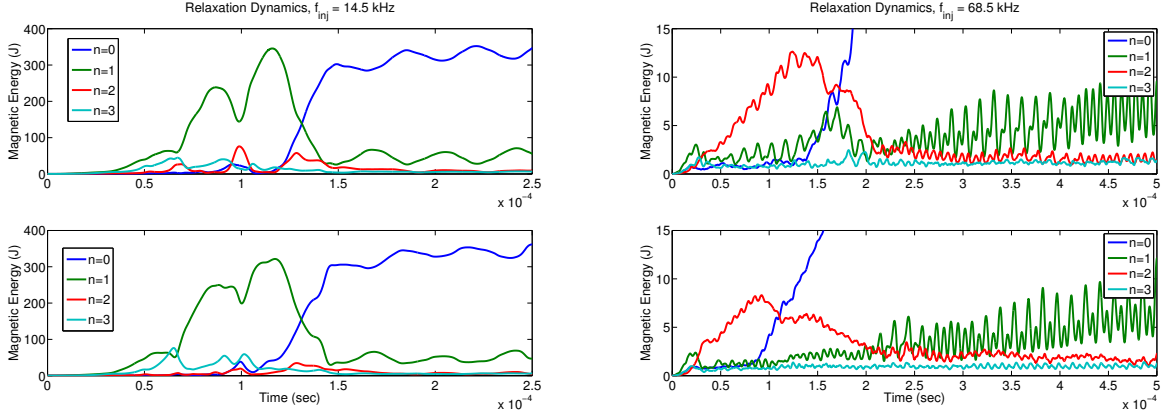 Relaxation Dynamics, f_inj = 14.5 kHz
400
300
200
100
0
Magnetic Energy (J)
n=0
n=1
n=2
n=3
0 0.5 1 1.5 2 2.5
x 10^-4
Relaxation Dynamics, f_inj = 68.5 kHz
15
10
5
0
Magnetic Energy (J)
n=0
n=1
n=2
n=3
0 0.5 1 1.5 2 2.5 3 3.5 4 4.5 5
x 10^-4
400
300
200
100
0
Magnetic Energy (J)
n=0
n=1
n=2
n=3
0 0.5 1 1.5 2 2.5
Time (sec)
x 10^-4
15
10
5
0
Magnetic Energy (J)
n=0
n=1
n=2
n=3
0 0.5 1 1.5 2 2.5 3 3.5 4 4.5 5
Time (sec)
x 10^-4